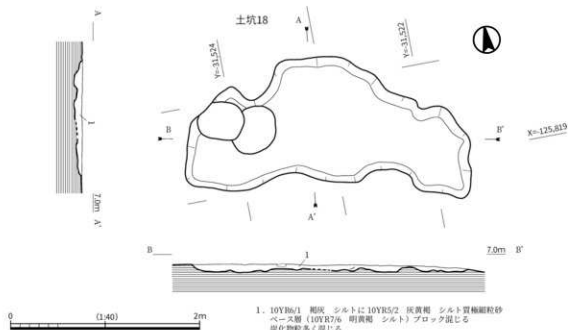 土坑18
A
Y=-31,524
Y=-31,522
A
1
7.0m
A'
B
B'
X=-125,819
A'
B
1
7.0m
B'
0
(1:40)
2m
1. 10YR6/1 褐灰 シルトに10YR5/2 灰黄褐 シルト質極細粒砂
ベース層(10YR7/6 明黄褐 シルト)ブロック混じる
炭化物粒多く混じる